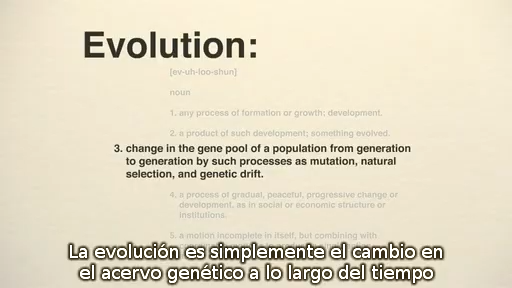 Evolution:
[ev-uh-loo-shun]
noun
1. any process of formation or growth; development.
2. a product of such development; something evolved.
3. change in the gene pool of a population from generation
to generation by such processes as mutation, natural
selection, and genetic drift.
4. a process of gradual, peaceful, progressive change or
development, as in social or economic structure or
institutions.
5. a motion incomplete in itself, but combining with
La evolución es simplemente el cambio en
el acervo genético a lo largo del tiempo